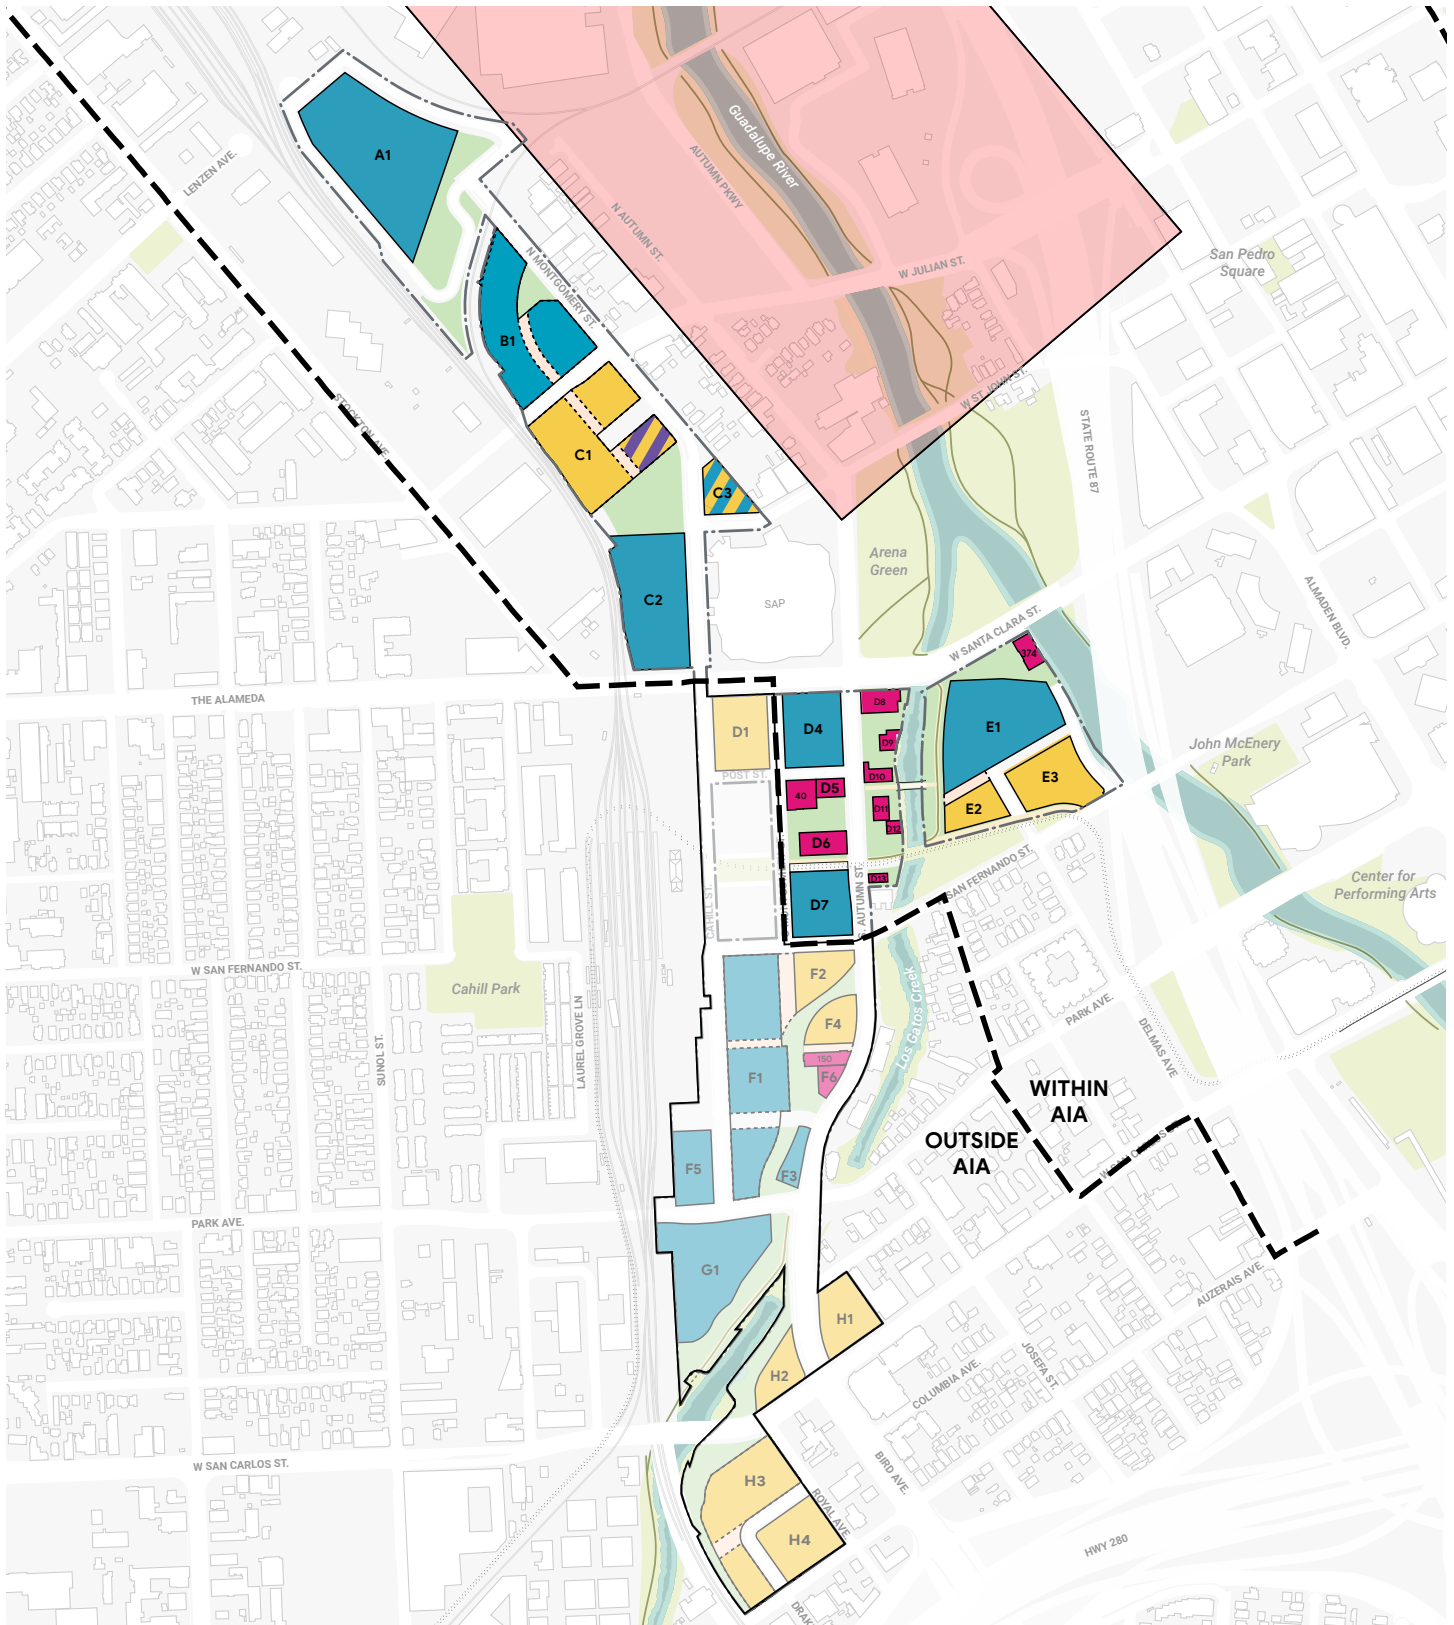 Guadalupe River
A1
LENZEN AVE.
AUTUMN PKWY
N AUTUMN ST.
N MONTGOMERY ST.
W JULIAN ST.
San Pedro
Square
B1
W ST. JOHN ST.
STOCKTON AVE.
STATE ROUTE 87
C1
C3
Arena
Green
C2
SAP
ALMADEN BLVD.
W SANTA CLARA ST.
374
THE ALAMEDA
D1
D4
D8
D9
E1
John McEnery
Park
POST ST.
D10
E3
40
D5
D11
D12
E2
D6
D13
SAN FERNANDO ST.
Center for
Performing Arts
CAHILL ST.
D7
S. AUTUMN ST.
W SAN FERNANDO ST.
Cahill Park
F2
Los Gatos Creek
PARK AVE.
F4
DELMAS AVE
SUNOL ST.
LAUREL GROVE LN
150
F1
F6
WITHIN
AIA
OUTSIDE
AIA
F5
F3
PARK AVE.
G1
AUZERAIS AVE.
H1
JOSEFA ST.
H2
COLUMBIA AVE.
W SAN CARLOS ST.
BIRD AVE.
H3
ROYAL AVE
H4
HWY 280